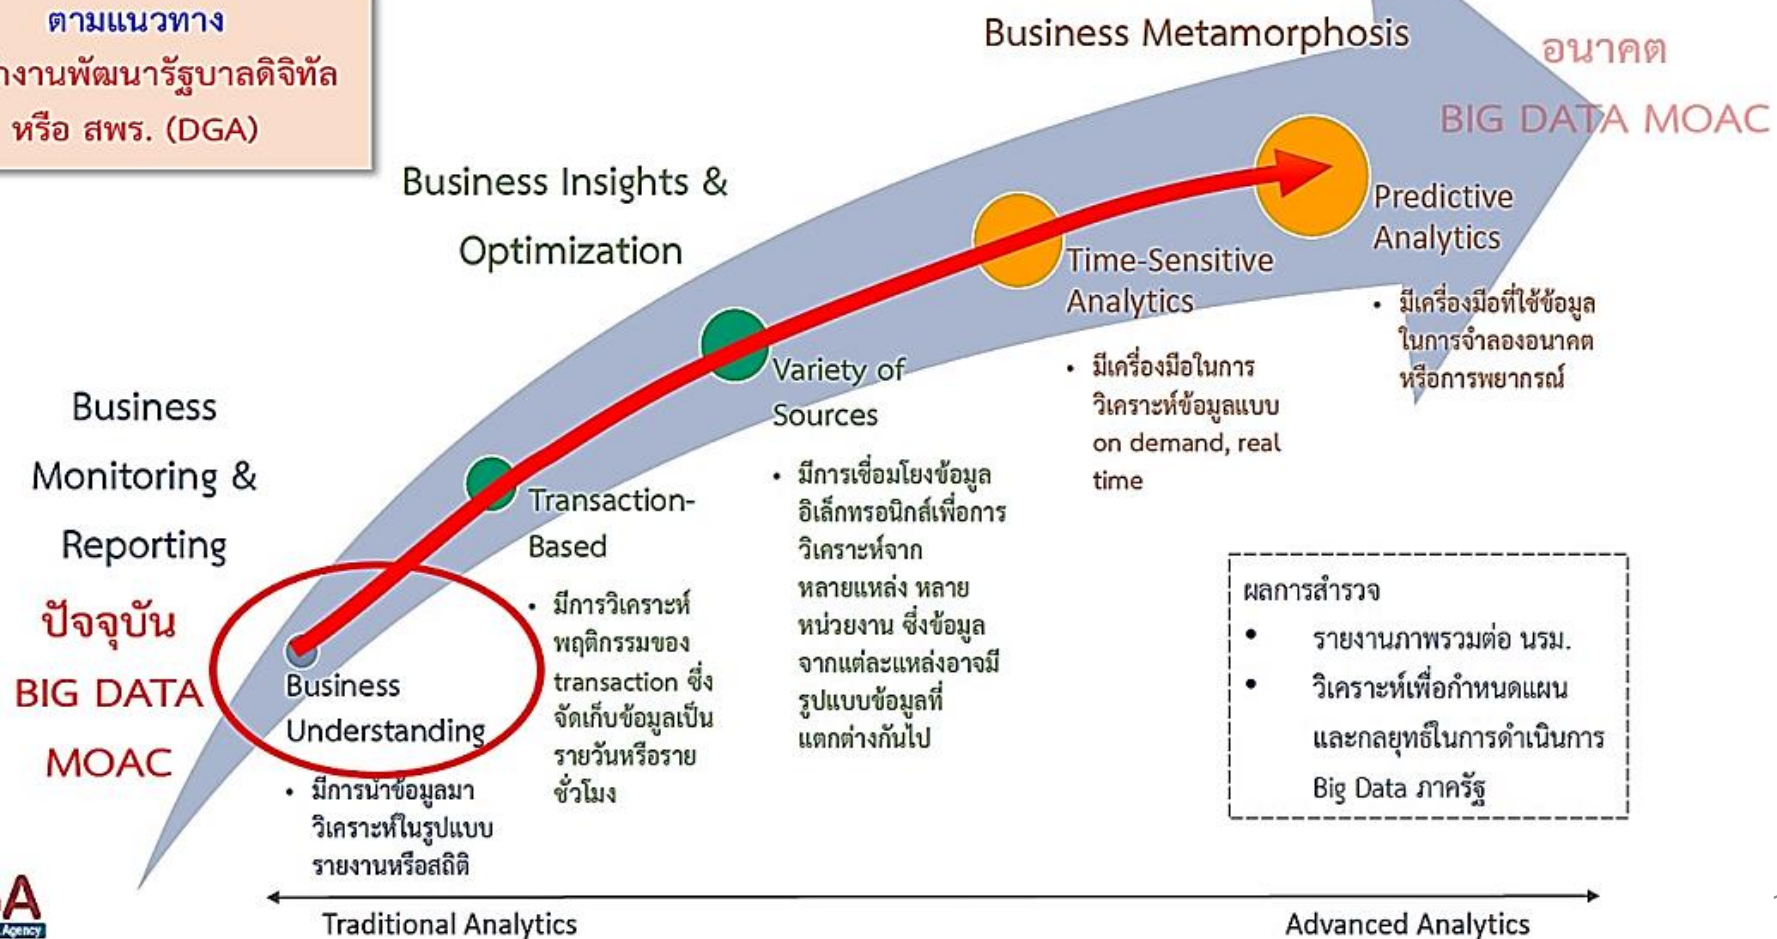 ตามแนวทาง
งานพัฒนารัฐบาลดิจิทัล
หรือ สพร. (DGA)
Business Metamorphosis
อนาคต
BIG DATA MOAC
Business Insights &
Optimization
Predictive
Analytics
• มีเครื่องมือที่ใช้ข้อมูล
ในการจำลองอนาคต
หรือการพยากรณ์
Time-Sensitive
Analytics
• มีเครื่องมือในการ
วิเคราะห์ข้อมูลแบบ
on demand, real
time
Variety of
Sources
• มีการเชื่อมโยงข้อมูล
อิเล็กทรอนิกส์เพื่อการ
วิเคราะห์จาก
หลายแหล่ง หลาย
หน่วยงาน ซึ่งข้อมูล
จากแต่ละแหล่งอาจมี
รูปแบบข้อมูลที่
แตกต่างกันไป
Business
Monitoring &
Reporting
ปัจจุบัน
BIG DATA
MOAC
Transaction-
Based
• มีการวิเคราะห์
พฤติกรรมของ
transaction ซึ่ง
จัดเก็บข้อมูลเป็น
รายวันหรือราย
ชั่วโมง
Business
Understanding
• มีการนำข้อมูลมา
วิเคราะห์ในรูปแบบ
รายงานหรือสถิติ
ผลการสำรวจ
• รายงานภาพรวมต่อ นรม.
• วิเคราะห์เพื่อกำหนดแผน
และกลยุทธ์ในการดำเนินการ
Big Data ภาครัฐ
A
Agency
Traditional Analytics
Advanced Analytics